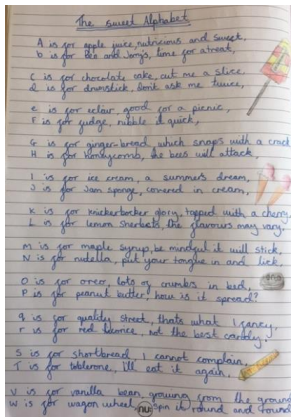 The Sweet Alphabet
A is for apple juice, nutricious and sweet,
b is for Ben and Jerry's, time for a treat,
C is for chocolate cake, cut me a slice,
d is for drumstick, don't ask me twice,
e is for eclair, good for a picnic,
F is for fudge, nibble it quick,
G is for ginger-bread, which snaps with a crack
H is for honeycomb, the bees will attack,
I is for ice cream, a summers dream,
J is for Jam sponge, covered in cream,
K is for knickerbocker glory, topped with a cherry,
L is for lemon sherbets, the flavours may vary.
M is for maple syrup, be mindful it will stick,
N is for nutella, put your tongue in and lick.
O is for oreo, lots of crumbs in bed,
P is for peanut butter, how is it spread?
q is for quality street, thats what I fancy,
r is for red , not the best
S is for shortbread I cannot complain,
T is for toblerone, I'll eat it again,
V is for vanilla bean, growing from the ground
W is for wagon wheel, spin it round and round